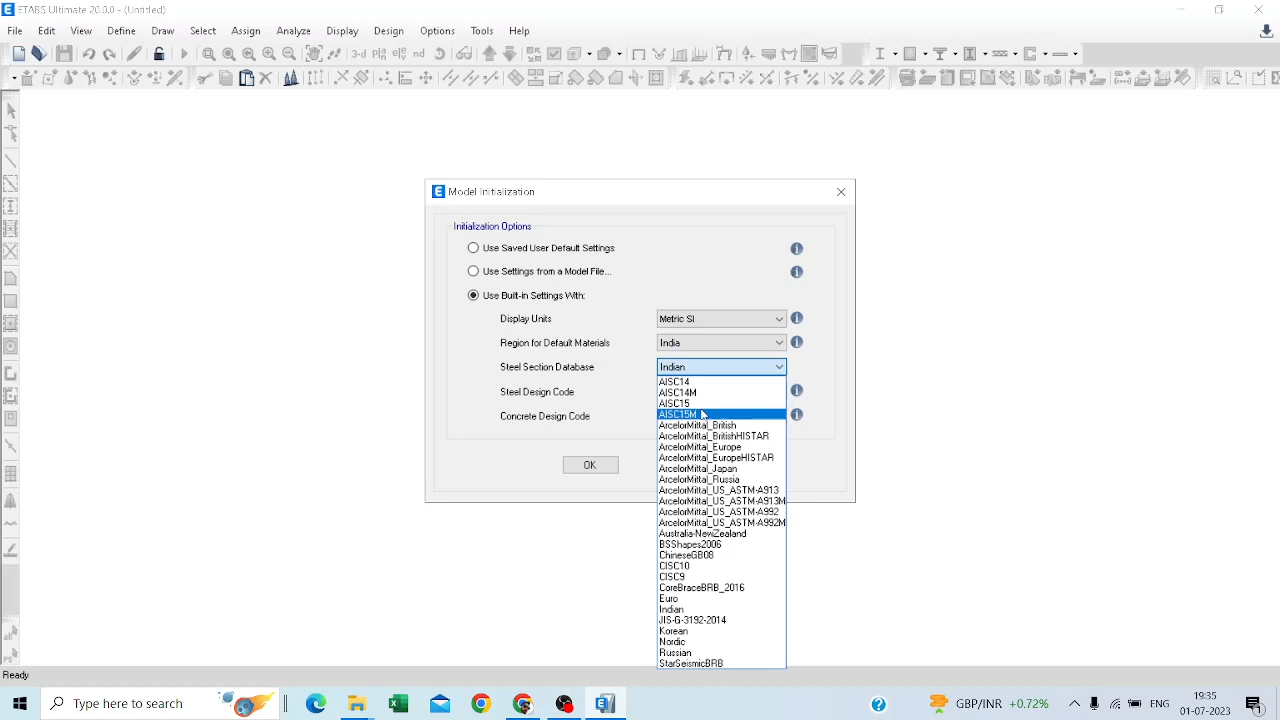 ETABS Ultimate 20.0.0 - (Untitled)
File Edit View Define Draw Select Assign Analyze Display Design Options Tools Help
3-d
nd
Model Initialization
Initialization Options
Use Saved User Default Settings
Use Settings from a Model File...
Use Built-in Settings With:
Display Units Metric SI
Region for Default Materials India
Steel Section Database Indian
Steel Design Code
Concrete Design Code
OK
AISC14
AISC14M
AISC15
AISC15M
ArcelorMittal_British
ArcelorMittal_BritishHISTAR
ArcelorMittal_Europe
ArcelorMittal_EuropeHISTAR
ArcelorMittal_Japan
ArcelorMittal_Russia
ArcelorMittal_US_ASTM-A913
ArcelorMittal_US_ASTM-A913M
ArcelorMittal_US_ASTM-A992
ArcelorMittal_US_ASTM-A992M
Australia-NewZealand
BSShapes2006
ChineseGB08
CISC10
CISC9
CoreBraceBRB_2016
Euro
Indian
JIS-G-3192-2014
Korean
Nordic
Russian
StarSeismicBRB
Ready
Type here to search
GBP/INR +0.72%
ENG
19:35
01-07-2023